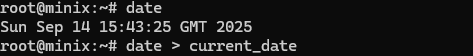 root@minix:~# date
Sun Sep 14 15:43:25 GMT 2025
root@minix:~# date > current_date